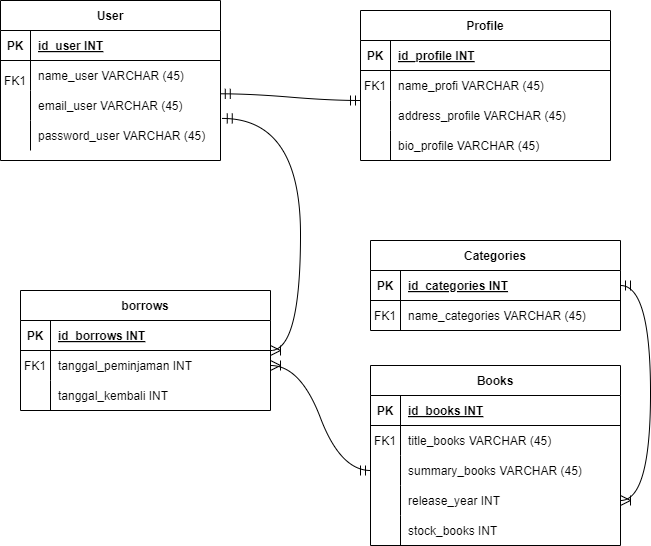 User
PK id_user INT
FK1 name_user VARCHAR (45)
email_user VARCHAR (45)
password_user VARCHAR (45)
Profile
PK id_profile INT
FK1 name_profi VARCHAR (45)
address_profile VARCHAR (45)
bio_profile VARCHAR (45)
Categories
PK id_categories INT
FK1 name_categories VARCHAR (45)
borrows
PK id_borrows INT
FK1 tanggal_peminjaman INT
tanggal_kembali INT
Books
PK id_books INT
FK1 title_books VARCHAR (45)
summary_books VARCHAR (45)
release_year INT
stock_books INT